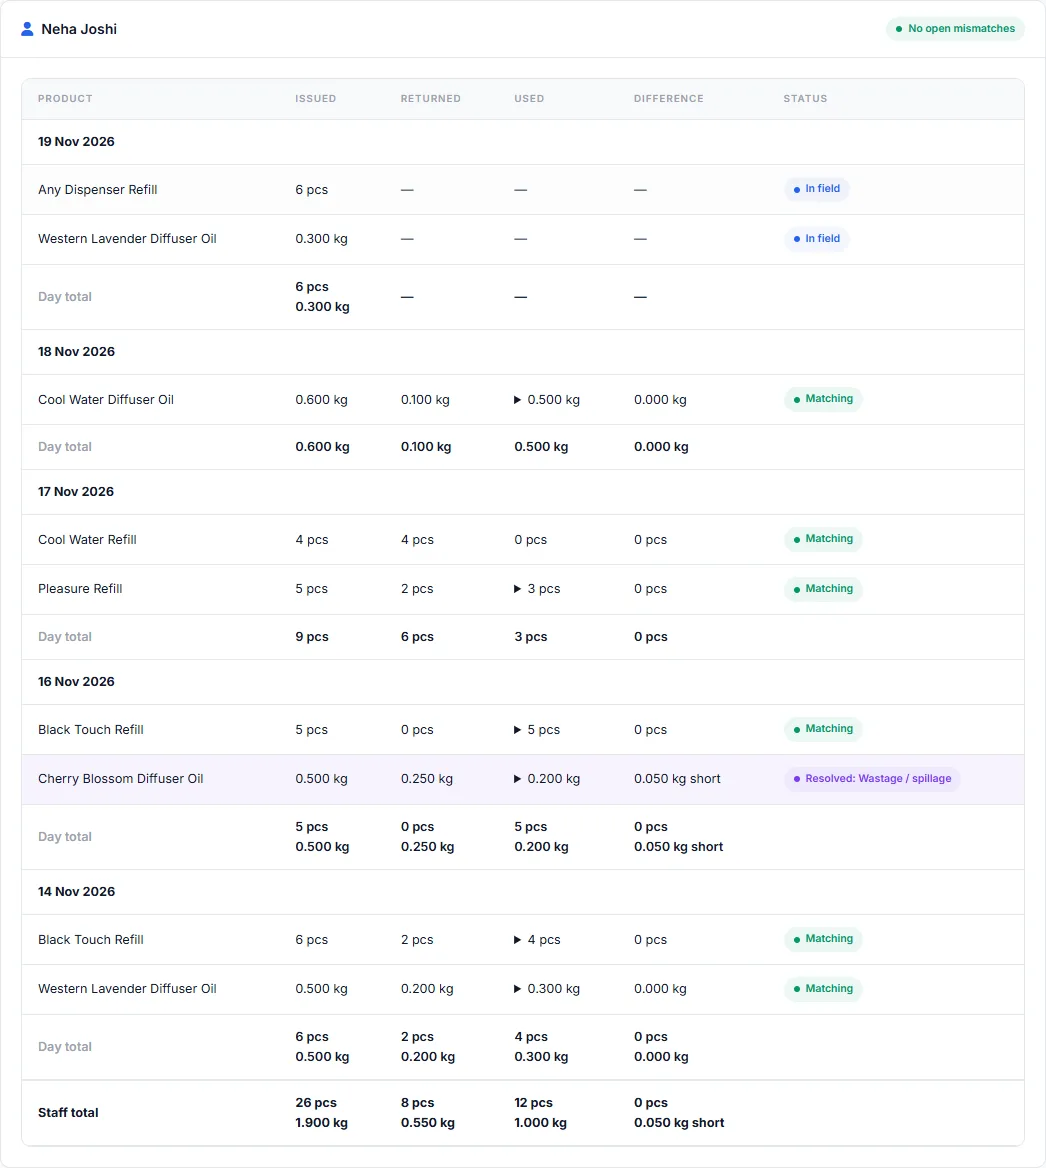 Neha Joshi
No open mismatches
PRODUCT ISSUED RETURNED USED DIFFERENCE STATUS
19 Nov 2026
Any Dispenser Refill 6 pcs — — — In field
Western Lavender Diffuser Oil 0.300 kg — — — In field
Day total 6 pcs 0.300 kg — — —
18 Nov 2026
Cool Water Diffuser Oil 0.600 kg 0.100 kg ▶ 0.500 kg 0.000 kg Matching
Day total 0.600 kg 0.100 kg 0.500 kg 0.000 kg
17 Nov 2026
Cool Water Refill 4 pcs 4 pcs 0 pcs 0 pcs Matching
Pleasure Refill 5 pcs 2 pcs ▶ 3 pcs 0 pcs Matching
Day total 9 pcs 6 pcs 3 pcs 0 pcs
16 Nov 2026
Black Touch Refill 5 pcs 0 pcs ▶ 5 pcs 0 pcs Matching
Cherry Blossom Diffuser Oil 0.500 kg 0.250 kg ▶ 0.200 kg 0.050 kg short Resolved: Wastage / spillage
Day total
5 pcs 0 pcs 5 pcs 0 pcs
0.500 kg 0.250 kg 0.200 kg 0.050 kg short
14 Nov 2026
Black Touch Refill 6 pcs 2 pcs ▶ 4 pcs 0 pcs Matching
Western Lavender Diffuser Oil 0.500 kg 0.200 kg ▶ 0.300 kg 0.000 kg Matching
Day total
6 pcs 2 pcs 4 pcs 0 pcs
0.500 kg 0.200 kg 0.300 kg 0.000 kg
Staff total
26 pcs 8 pcs 12 pcs 0 pcs
1.900 kg 0.550 kg 1.000 kg 0.050 kg short